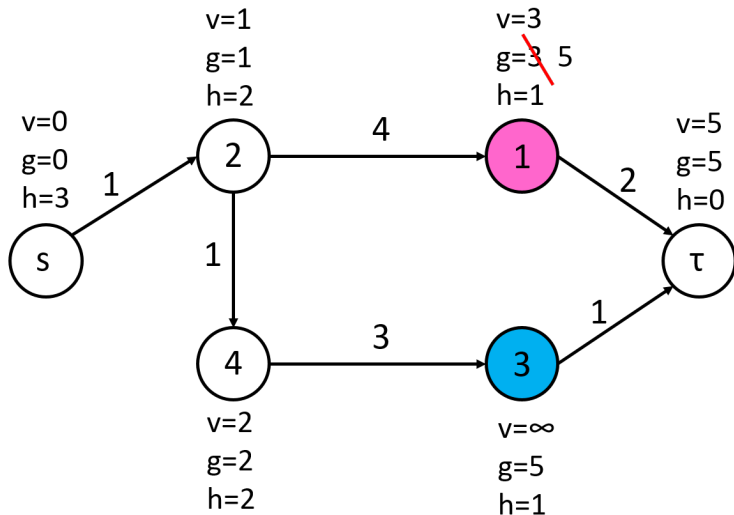 v=0
g=0
h=3
s
1
v=1
g=1
h=2
2
4
1
v=3
g=3 5
h=1
1
2
v=5
g=5
h=0
τ
4
v=2
g=2
h=2
3
3
v=∞
g=5
h=1
1